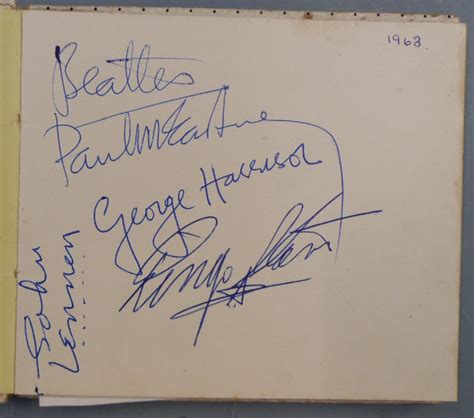 1963.
Beatles
Paul McCartney
George Harrison
Ringo Starr
John
Lennon